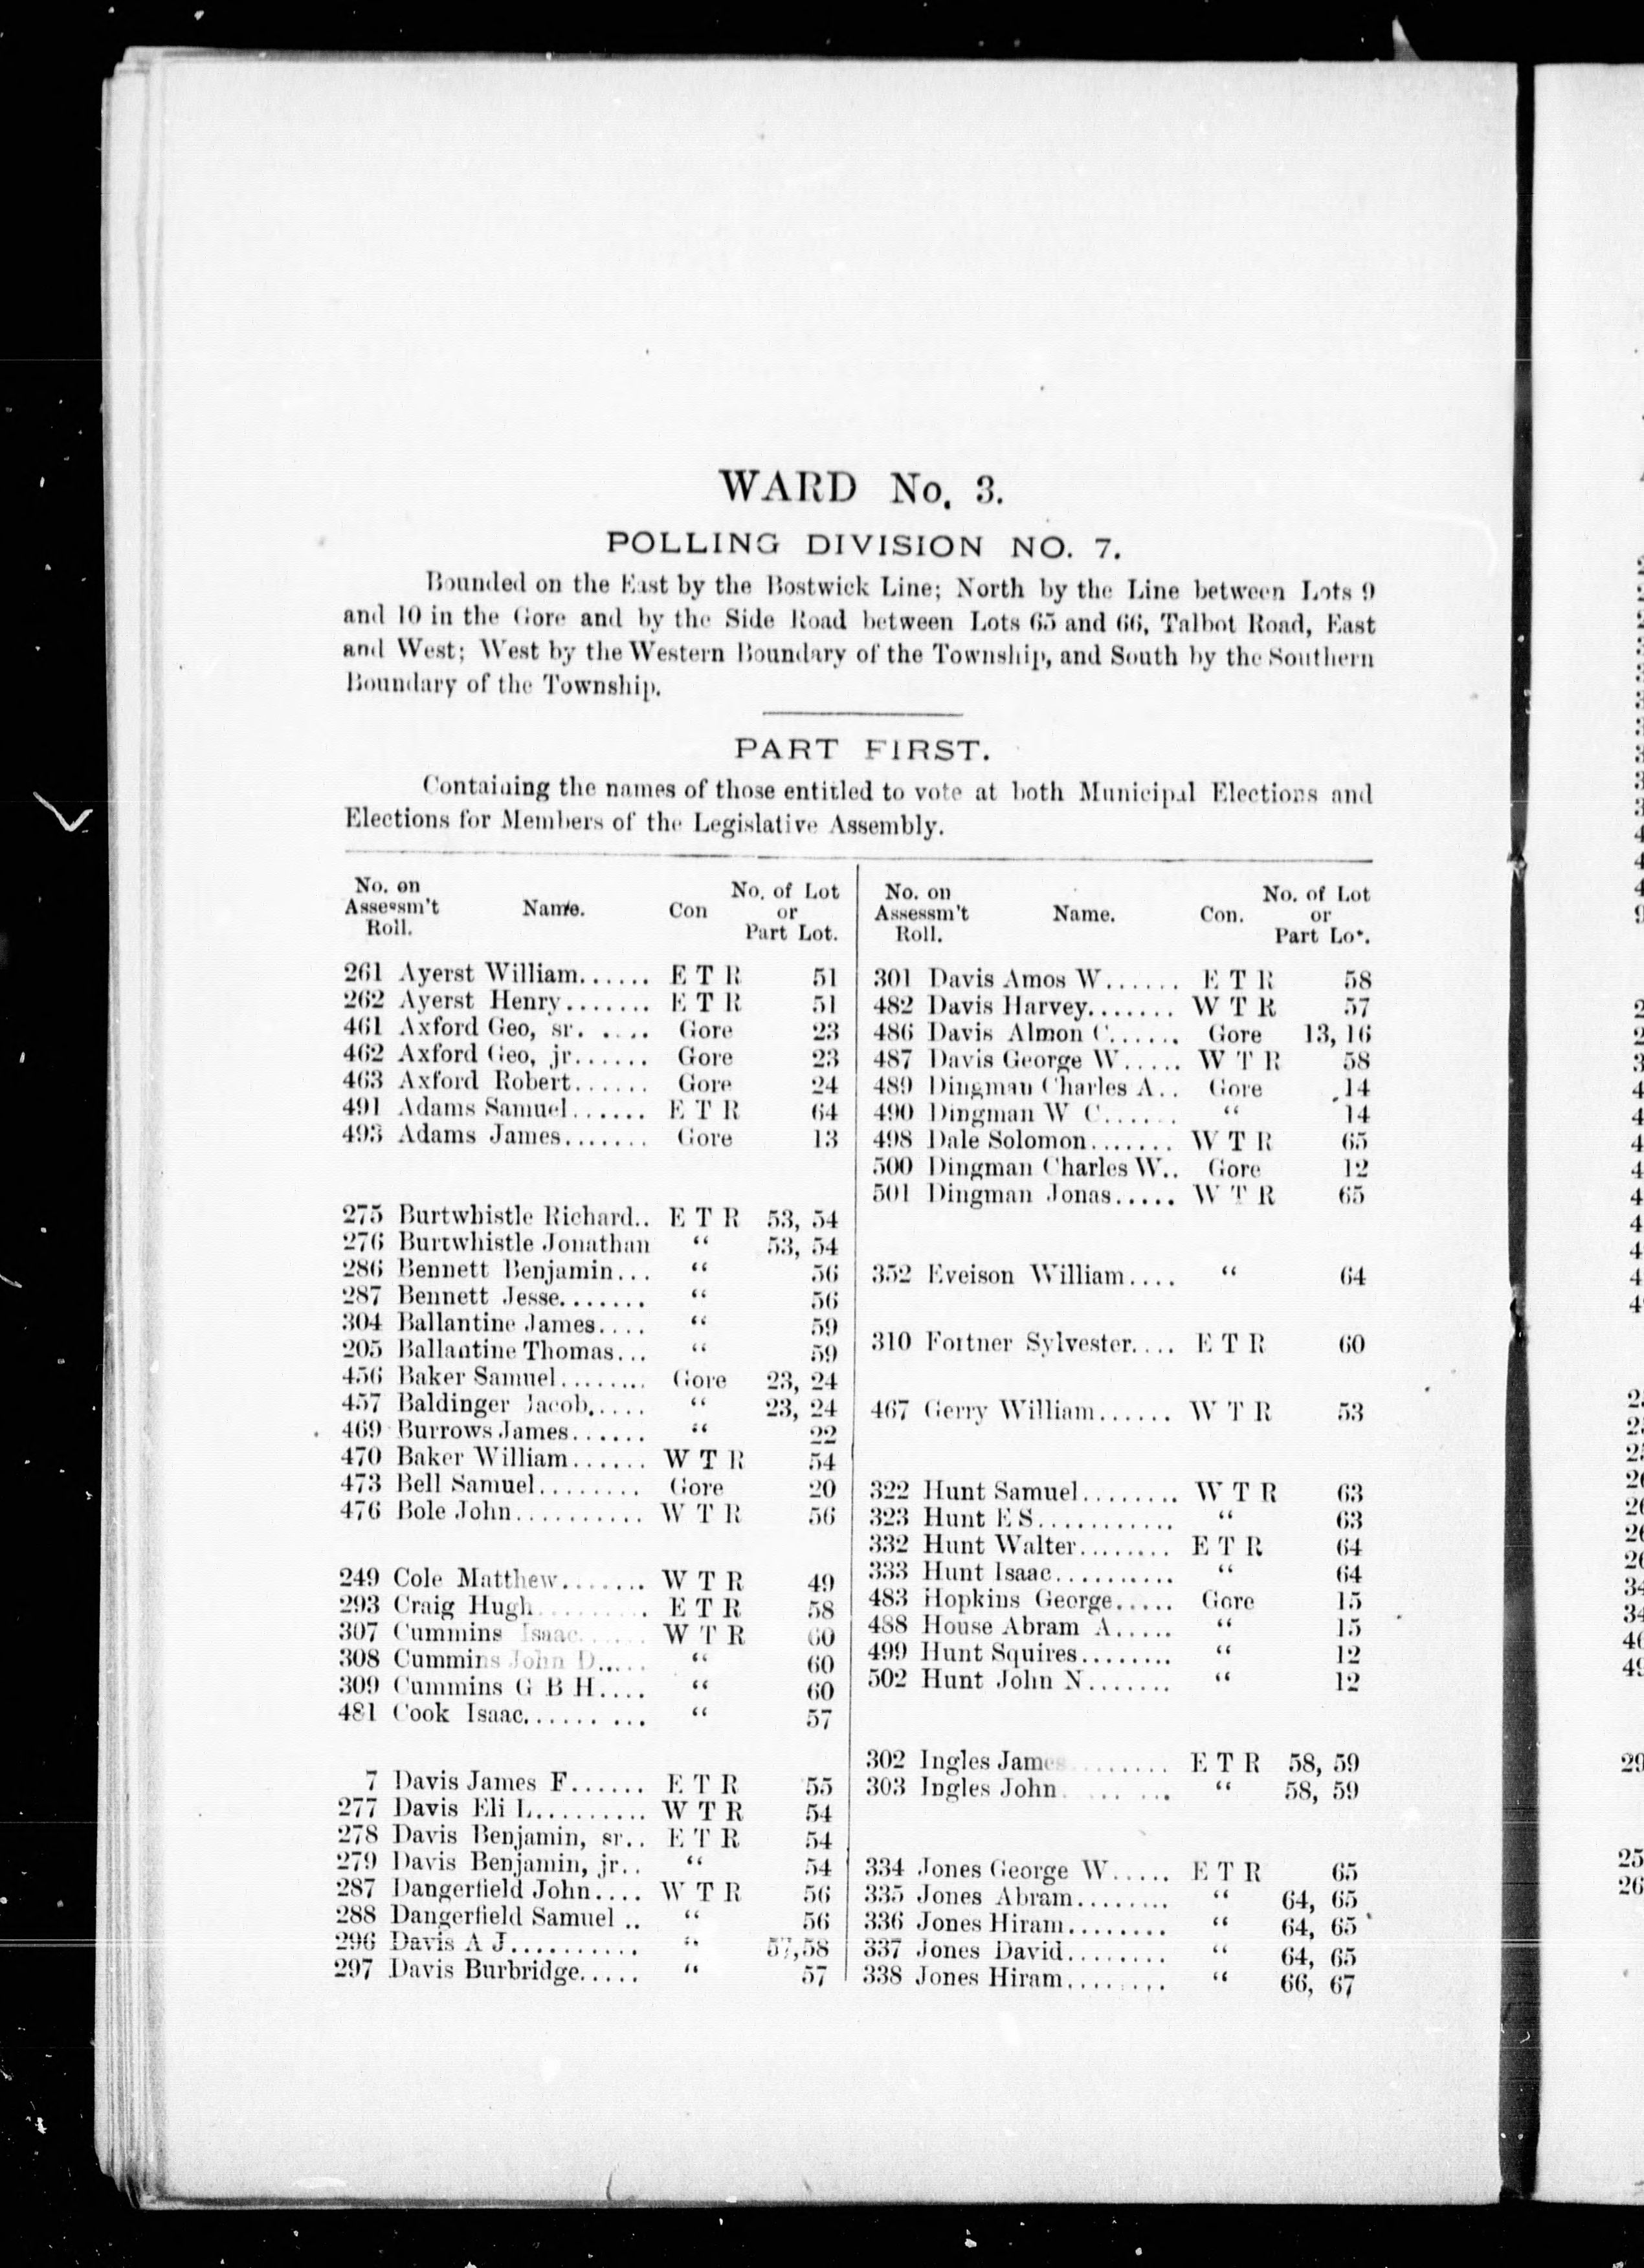 WARD No. 3.
POLLING DIVISION NO. 7.
Bounded on the East by the Bostwick Line; North by the Line between Lots 9
and 10 in the Gore and by the Side Road between Lots 65 and 66, Talbot Road, East
and West; West by the Western Boundary of the Township, and South by the Southern
Boundary of the Township.
PART FIRST.
Containing the names of those entitled to vote at both Municipal Elections and
Elections for Members of the Legislative Assembly.
No. on Assessm't Roll. Name. Con No. of Lot or Part Lot.
261 Ayerst William...... E T R 51
262 Ayerst Henry....... E T R 51
461 Axford Geo, sr. .... Gore 23
462 Axford Geo, jr...... Gore 23
463 Axford Robert...... Gore 24
491 Adams Samuel...... E T R 64
493 Adams James....... Gore 13
275 Burtwhistle Richard.. E T R 53, 54
276 Burtwhistle Jonathan “ 53, 54
286 Bennett Benjamin... “ 56
287 Bennett Jesse....... “ 56
304 Ballantine James.... “ 59
205 Ballantine Thomas... “ 59
456 Baker Samuel........ Gore 23, 24
457 Baldinger Jacob..... “ 23, 24
469 Burrows James...... “ 22
470 Baker William...... W T R 54
473 Bell Samuel......... Gore 20
476 Bole John........... W T R 56
249 Cole Matthew....... W T R 49
293 Craig Hugh.......... E T R 58
307 Cummins Isaac...... W T R 60
308 Cummins John D..... “ 60
309 Cummins G B H.... “ 60
481 Cook Isaac...... ... “ 57
7 Davis James F...... E T R 55
277 Davis Eli L......... W T R 54
278 Davis Benjamin, sr.. E T R 54
279 Davis Benjamin, jr.. “ 54
287 Dangerfield John.... W T R 56
288 Dangerfield Samuel .. “ 56
296 Davis A J.......... “ 57,58
297 Davis Burbridge..... “ 57
No. on Assessm't Roll. Name. Con. No. of Lot or Part Lo'.
301 Davis Amos W...... E T R 58
482 Davis Harvey....... W T R 57
486 Davis Almon C...... Gore 13, 16
487 Davis George W..... W T R 58
489 Dingman Charles A.. Gore 14
490 Dingman W C...... “ 14
498 Dale Solomon....... W T R 65
500 Dingman Charles W.. Gore 12
501 Dingman Jonas..... W T R 65
352 Eveison William.... “ 64
310 Fortner Sylvester.... E T R 60
467 Gerry William...... W T R 53
322 Hunt Samuel........ W T R 63
323 Hunt E S........... “ 63
332 Hunt Walter........ E T R 64
333 Hunt Isaac.......... “ 64
483 Hopkins George..... Gore 15
488 House Abram A..... “ 15
499 Hunt Squires........ “ 12
502 Hunt John N....... “ 12
302 Ingles James........ E T R 58, 59
303 Ingles John......... “ 58, 59
334 Jones George W..... E T R 65
335 Jones Abram........ “ 64, 65
336 Jones Hiram........ “ 64, 65
337 Jones David........ “ 64, 65
338 Jones Hiram........ “ 66, 67